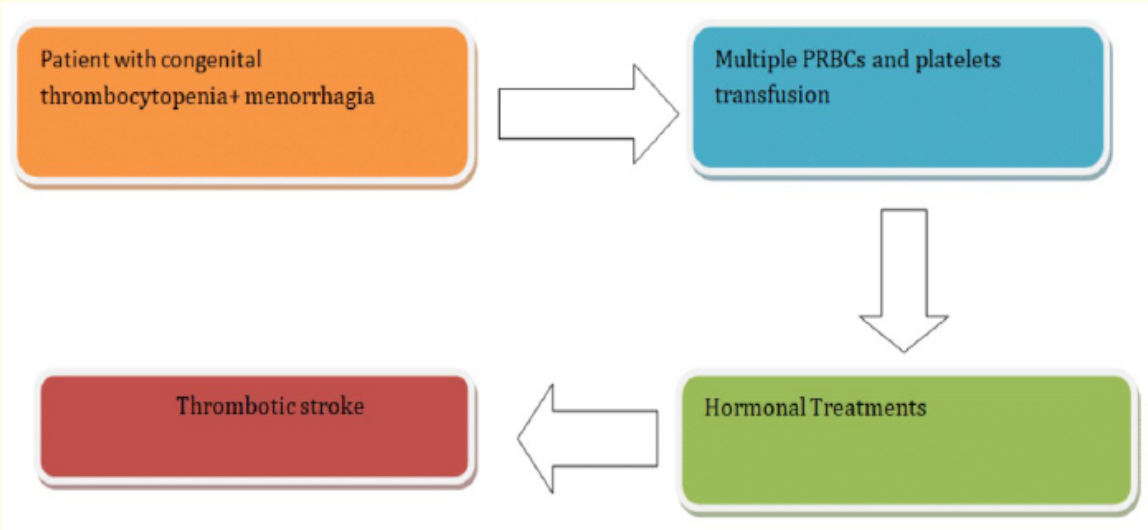 Patient with congenital
thrombocytopenia+ menorrhagia
Multiple PRBCs and platelets
transfusion
Hormonal Treatments
Thrombotic stroke